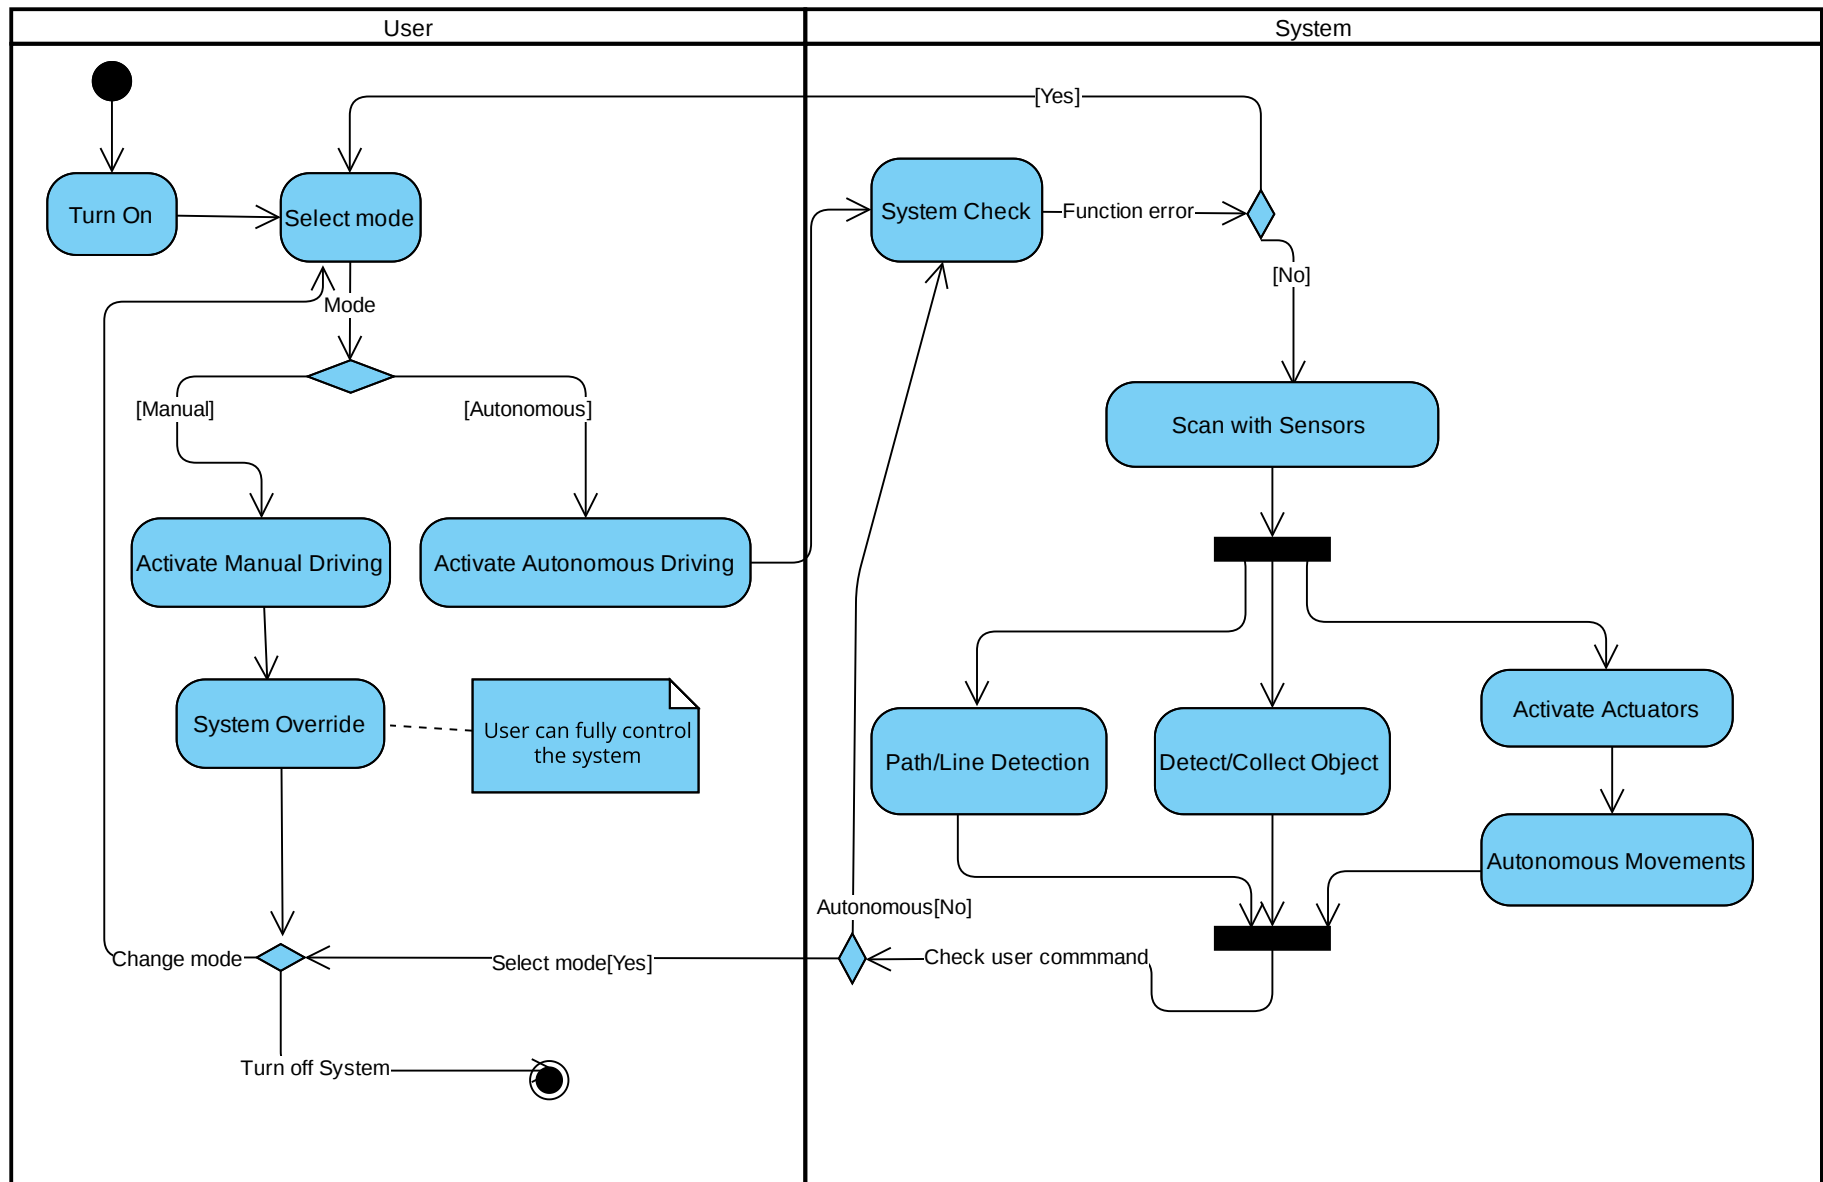 User
System
[Yes]
Turn On
Select mode
System Check
Function error
[No]
Mode
[Manual]
[Autonomous]
Scan with Sensors
Activate Manual Driving
Activate Autonomous Driving
System Override
User can fully control
the system
Path/Line Detection
Detect/Collect Object
Activate Actuators
Autonomous Movements
Autonomous[No]
Change mode
Select mode[Yes]
Check user commmand
Turn off System